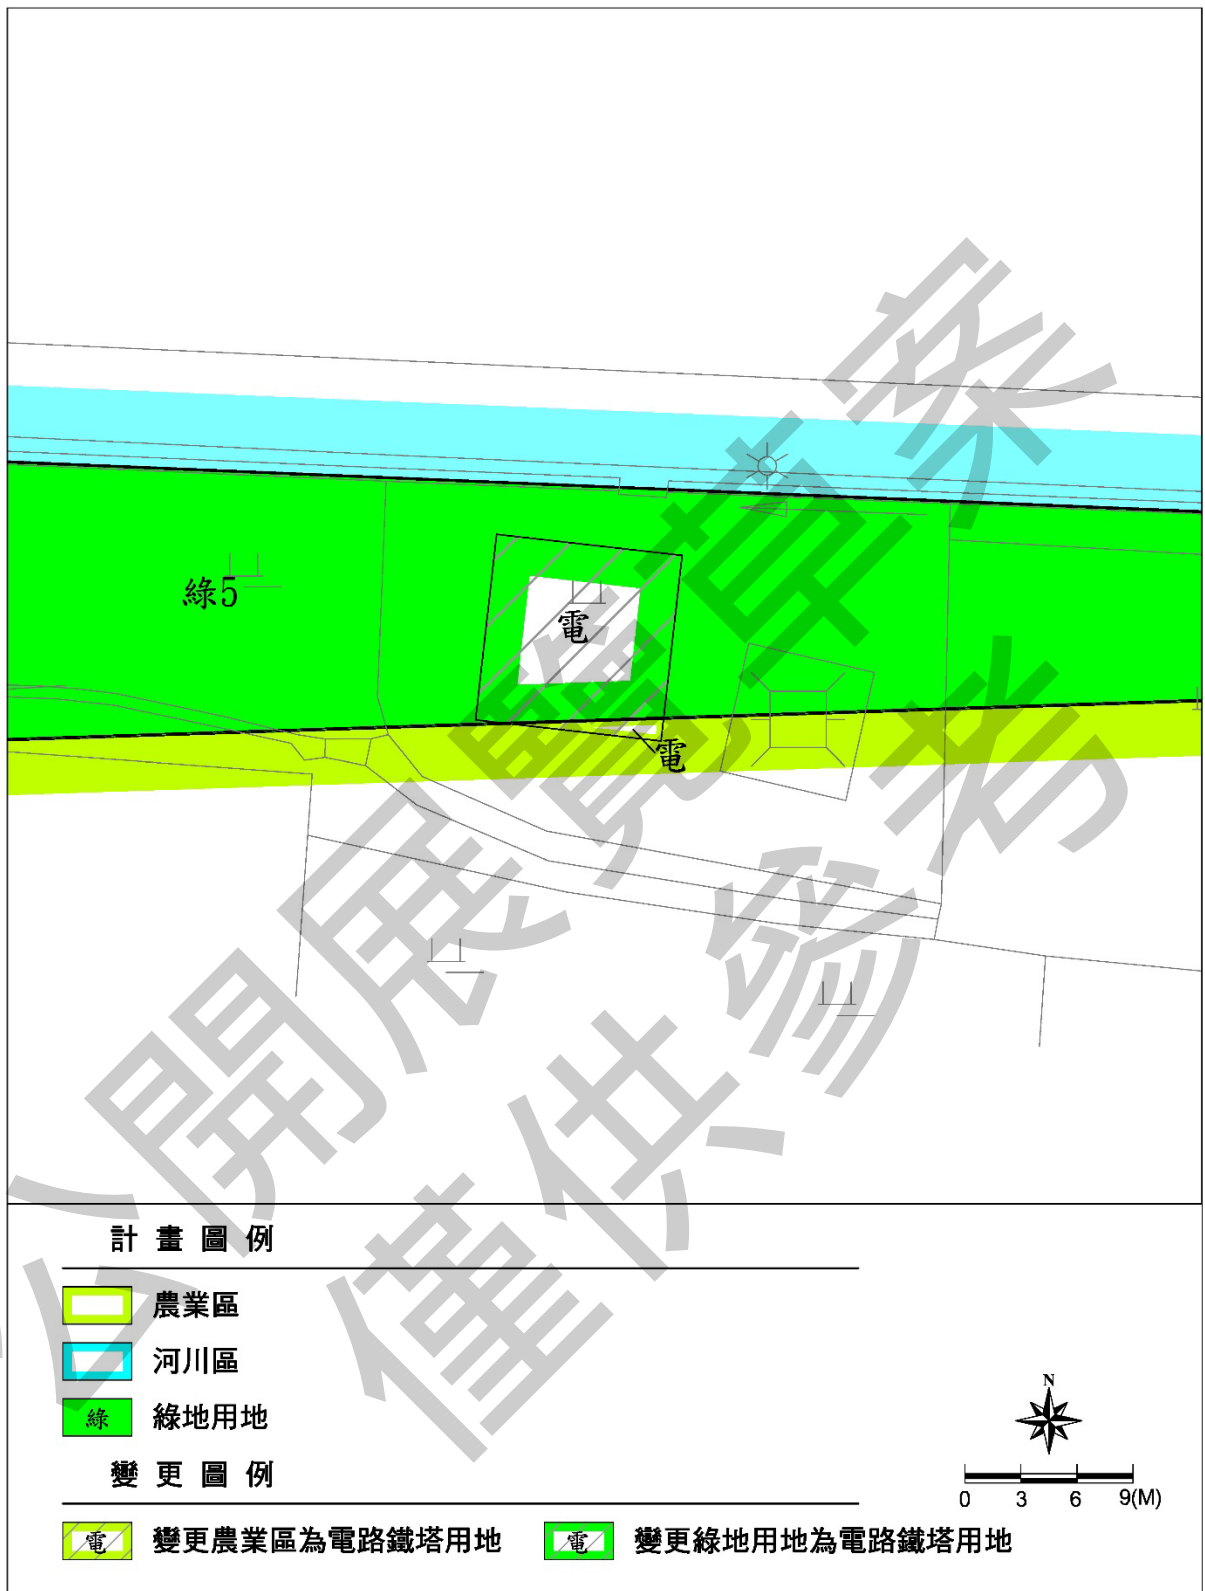 綠5
電
電
公開展覽草案
僅供參考
計畫圖例
農業區
河川區
綠 綠地用地
變更圖例
電 變更農業區為電路鐵塔用地
電 變更綠地用地為電路鐵塔用地
N
0 3 6 9(M)